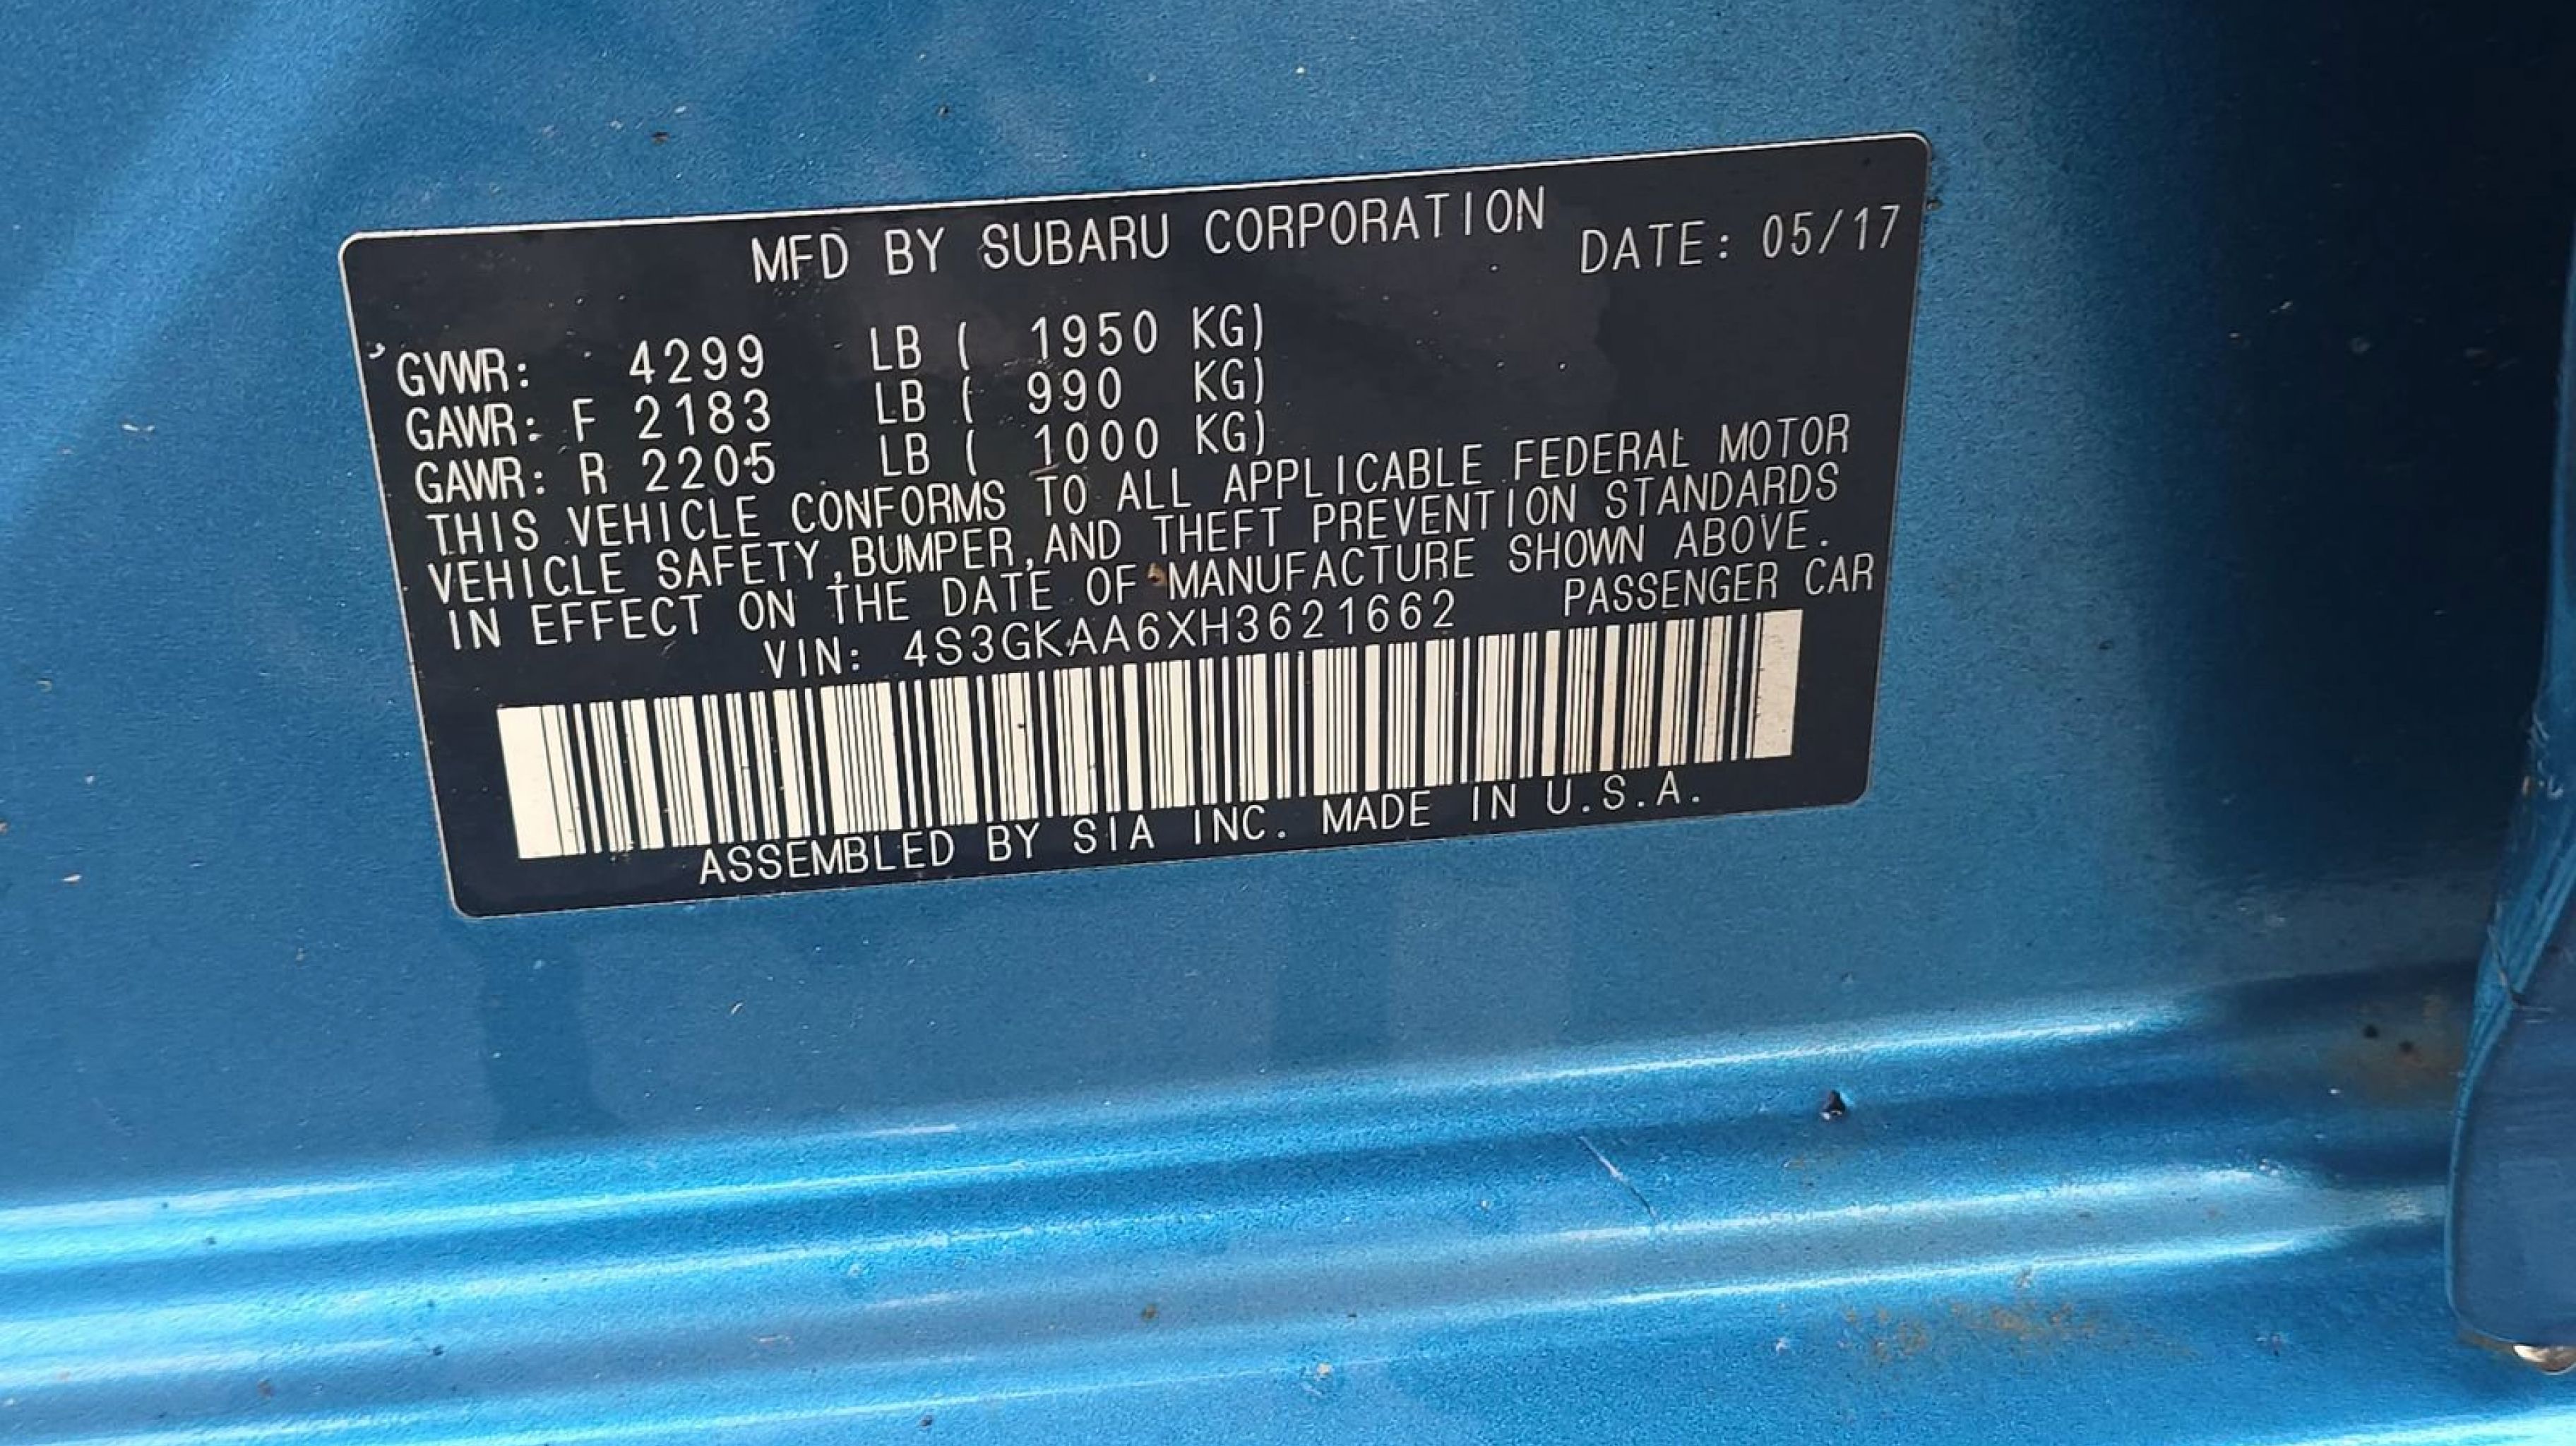 MFD BY SUBARU CORPORATION DATE: 05/17
GVWR: 4299 LB ( 1950 KG)
GAWR: F 2183 LB ( 990 KG)
GAWR: R 2205 LB ( 1000 KG)
THIS VEHICLE CONFORMS TO ALL APPLICABLE FEDERAL MOTOR
VEHICLE SAFETY,BUMPER,AND THEFT PREVENTION STANDARDS
IN EFFECT ON THE DATE OF MANUFACTURE SHOWN ABOVE.
VIN: 4S3GKAA6XH3621662 PASSENGER CAR
ASSEMBLED BY SIA INC. MADE IN U.S.A.